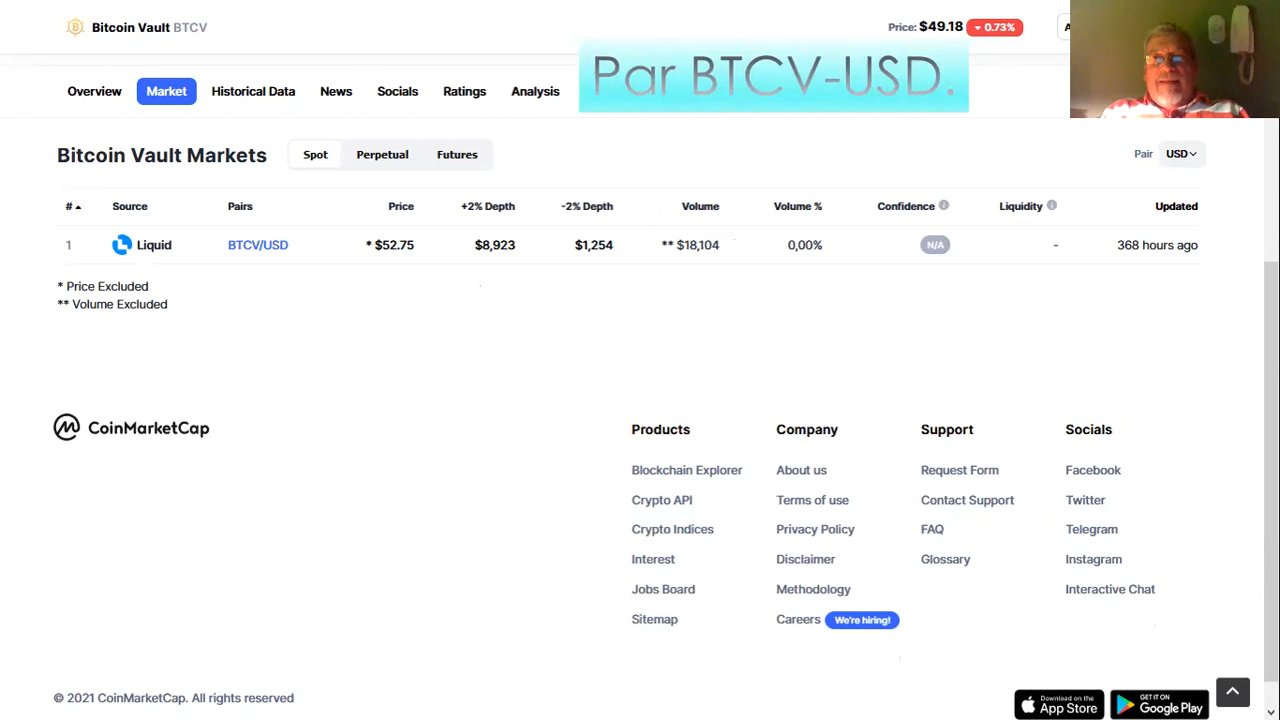 Bitcoin Vault BTCV
Price: $49.18 0.73%
Par BTCV-USD.
Overview Market Historical Data News Socials Ratings Analysis
Bitcoin Vault Markets Spot Perpetual Futures Pair USD
# Source Pairs Price +2% Depth -2% Depth Volume Volume % Confidence Liquidity Updated
1 Liquid BTCV/USD * $52.75 $8,923 $1,254 ** $18,104 0,00% N/A - 368 hours ago
* Price Excluded
** Volume Excluded
CoinMarketCap
Products Company Support Socials
Blockchain Explorer About us Request Form Facebook
Crypto API Terms of use Contact Support Twitter
Crypto Indices Privacy Policy FAQ Telegram
Interest Disclaimer Glossary Instagram
Jobs Board Methodology Interactive Chat
Sitemap Careers We're hiring!
© 2021 CoinMarketCap. All rights reserved
Download on the App Store
GET IT ON Google Play